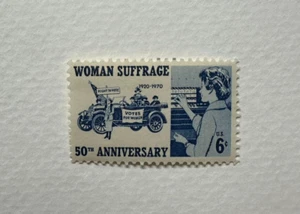 WOMAN SUFFRAGE
1920-1970
VOTES
FOR WOMEN
50TH ANNIVERSARY
U.S.
6¢